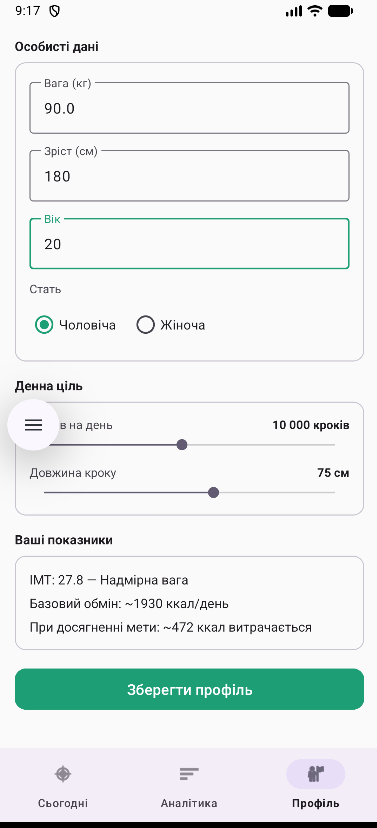 9:17
Особисті дані
Вага (кг)
90.0
Зріст (см)
180
Вік
20
Стать
Чоловіча Жіноча
Денна ціль
на день 10 000 кроків
Довжина кроку 75 см
Ваші показники
ІМТ: 27.8 — Надмірна вага
Базовий обмін: ~1930 ккал/день
При досягненні мети: ~472 ккал витрачається
Зберегти профіль
Сьогодні Аналітика Профіль